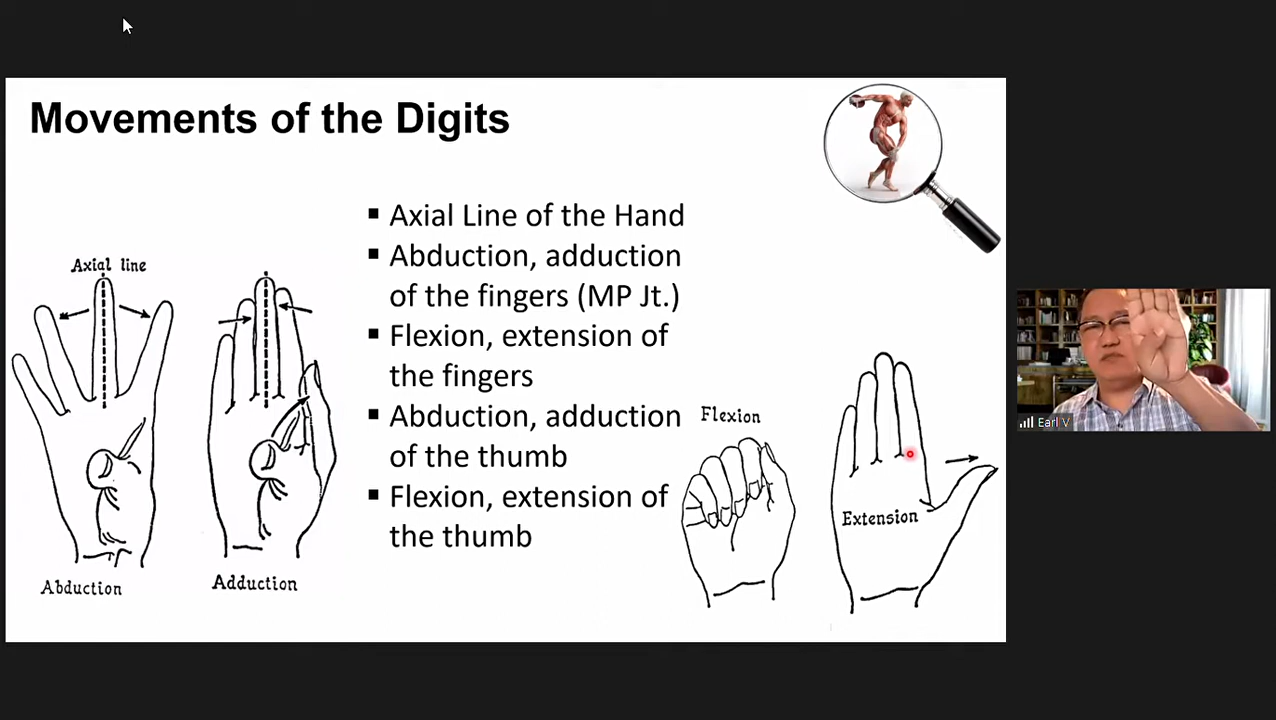 Movements of the Digits
Axial line
Abduction
Adduction
▪ Axial Line of the Hand
▪ Abduction, adduction
of the fingers (MP Jt.)
▪ Flexion, extension of
the fingers
▪ Abduction, adduction
of the thumb
▪ Flexion, extension of
the thumb
Flexion
Extension
Earl V